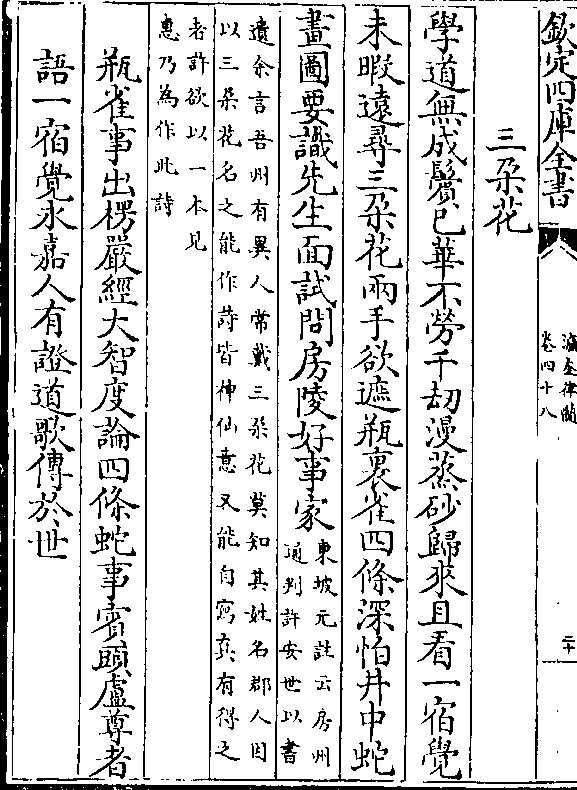 欽定四庫全書
瀛奎律髓
卷四十八
二十
三朶花
學道無成鬢已華不勞千刧漫蒸砂歸來且看一宿覺
未暇遠尋三朶花兩手欲遮瓶裏雀四條深怕井中蛇
畫圖要識先生面試問房陵好事家
東坡元註云房州
通判許安世以書
遺余言吾州有異人常戴三朶花莫知其姓名郡人因
以三朶花名之能作詩皆神仙意又能自寫真有得之
者許欲以一本見
惠乃為作此詩
瓶雀事出楞嚴經大智度論四條蛇事賓頭盧尊者
語一宿覺永嘉人有證道歌傳於世